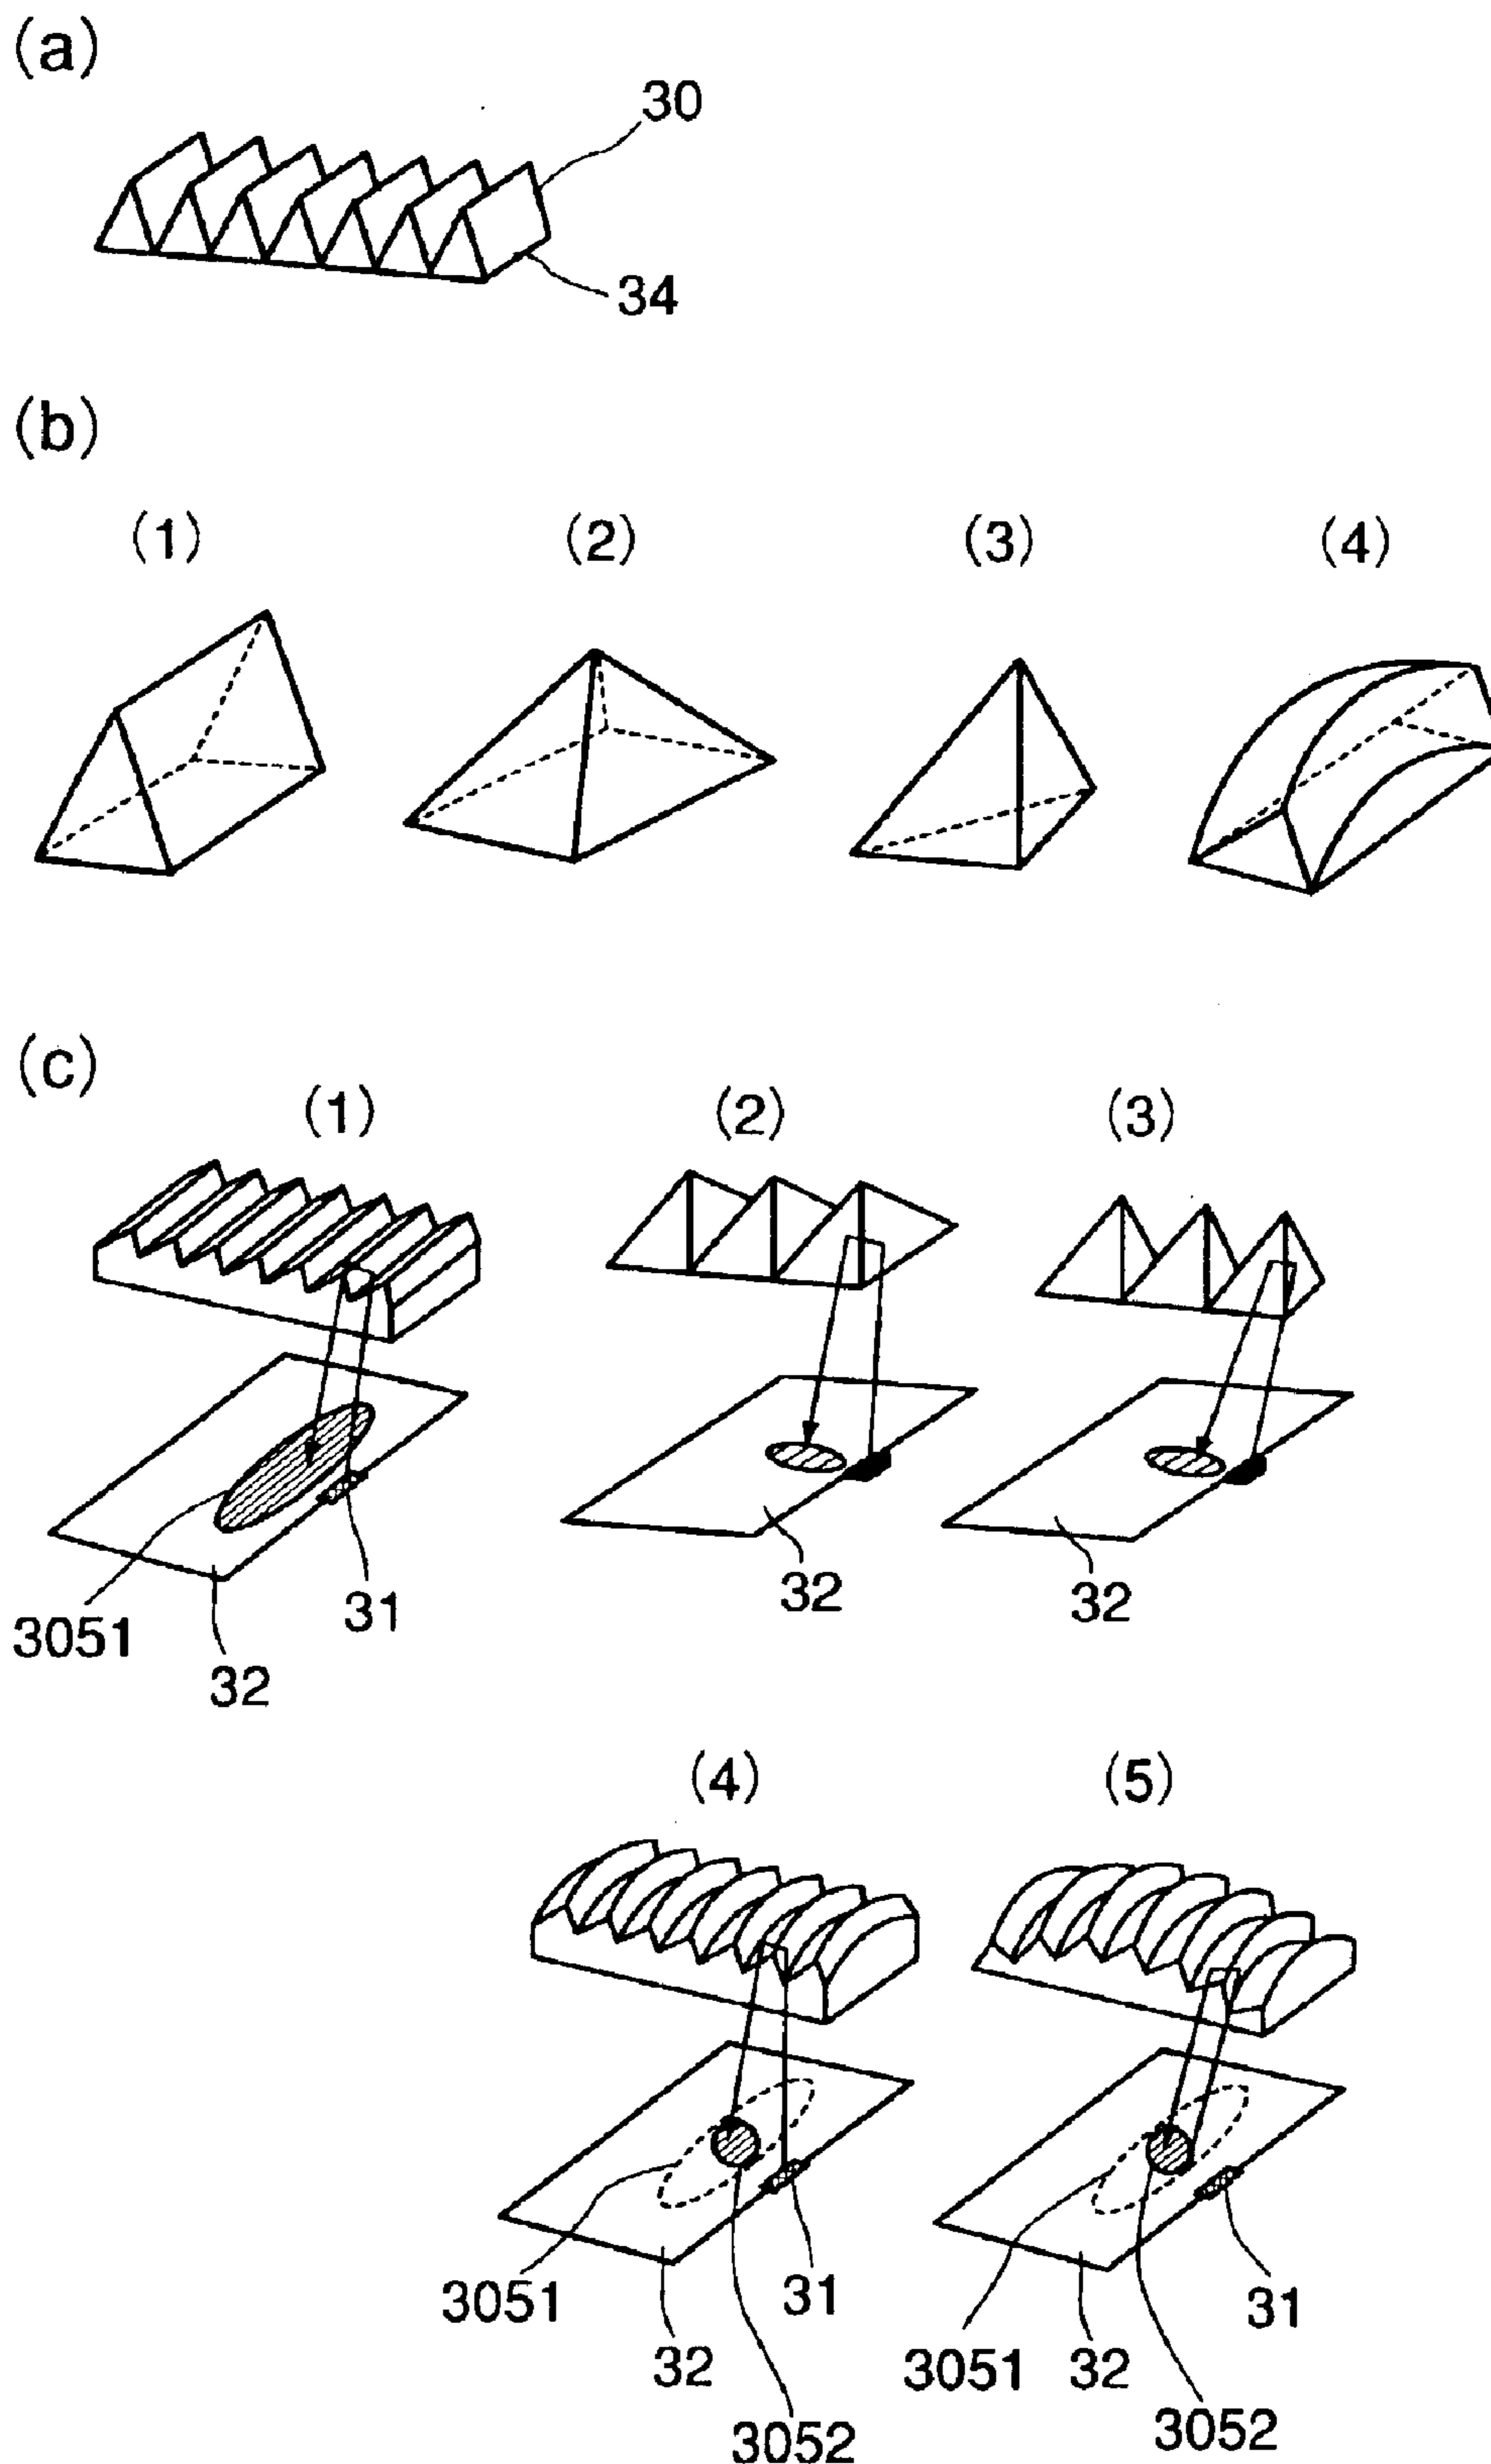 (a)
30
34
(b)
(1) (2) (3) (4)
(c)
(1) (2) (3)
31 32 32
3051
32
(4) (5)
3051 31 31
32 3051 32
3052 3052